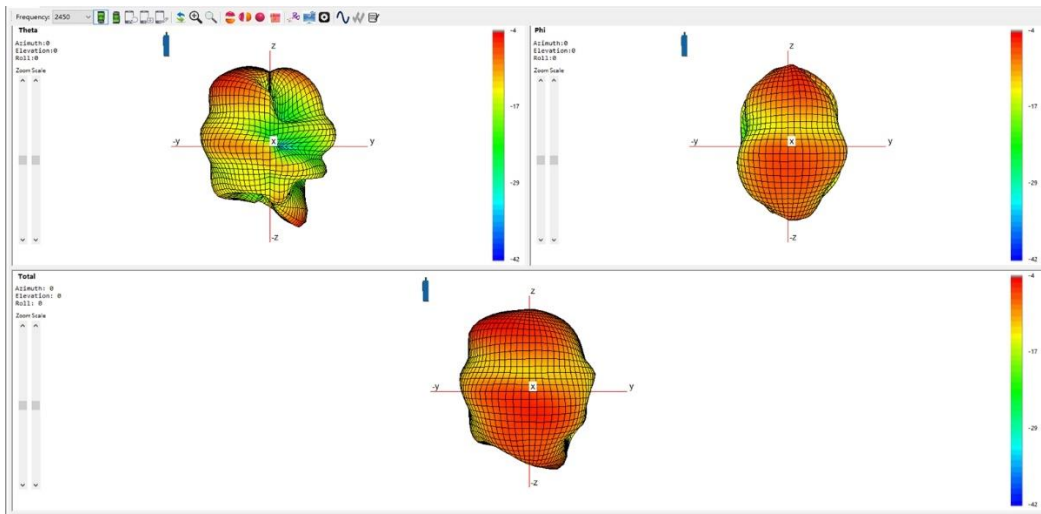 Frequency: 2450
Theta
Azimuth:0
Elevation:0
Roll:0
Zoom Scale
z
-y
x
y
-z
-4
-17
-29
-42
Phi
Azimuth:0
Elevation:0
Roll:0
Zoom Scale
z
-y
x
y
-z
-4
-17
-29
-42
Total
Azimuth: 0
Elevation: 0
Roll: 0
Zoom Scale
z
-y
x
y
-z
-4
-17
-29
-42